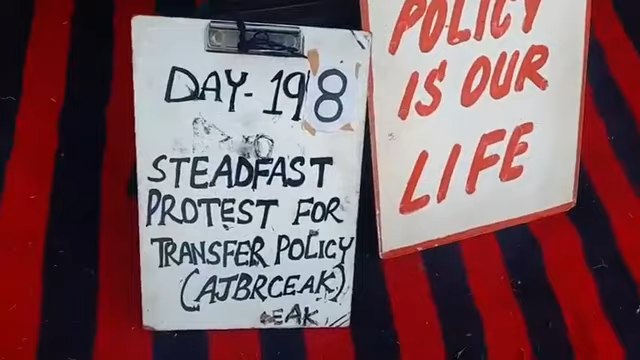 DAY-198
STEADFAST
PROTEST FOR
TRANSFER POLICY
(AJBRCEAK)
EAK
POLICY
IS OUR
LIFE